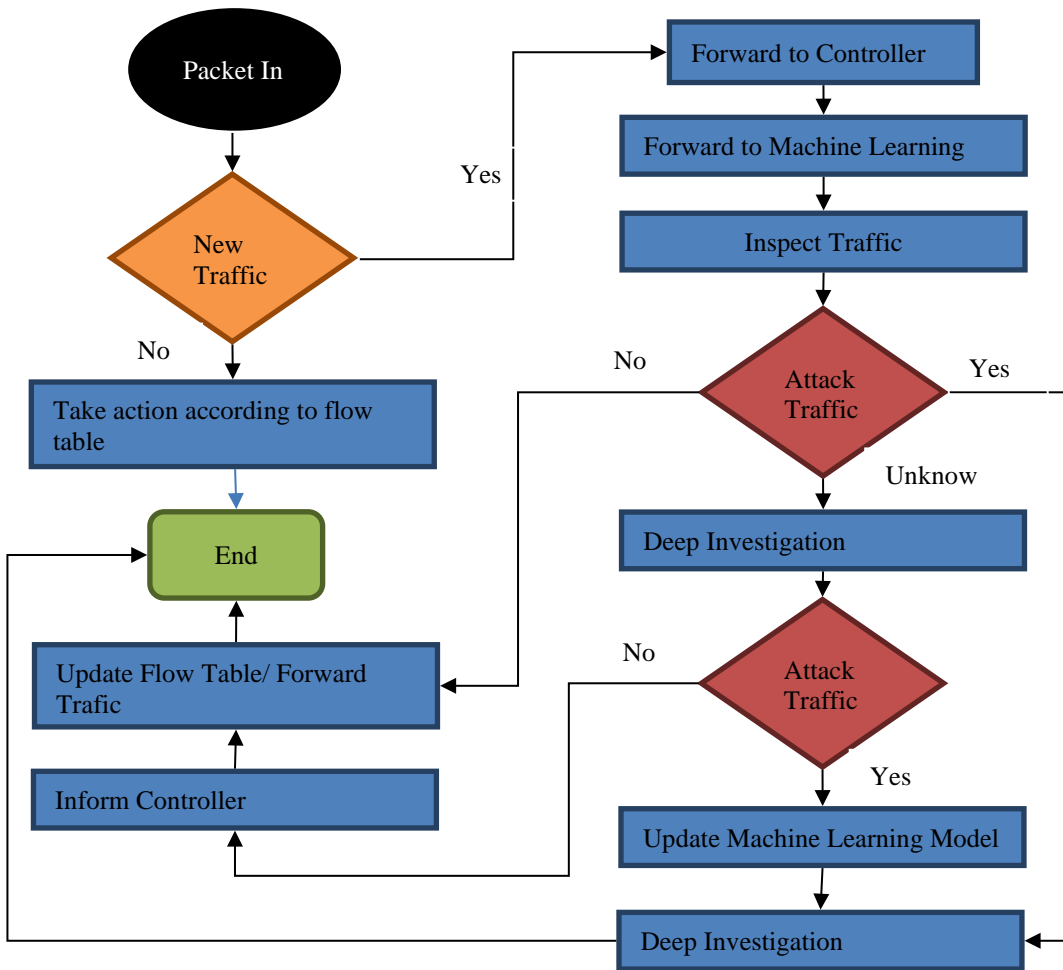 Packet In
Forward to Controller
Forward to Machine Learning
Yes
Inspect Traffic
New
Traffic
No
No
Attack
Traffic
Yes
Take action according to flow
table
Unknow
Deep Investigation
End
No
Attack
Traffic
Update Flow Table/ Forward
Trafic
Yes
Inform Controller
Update Machine Learning Model
Deep Investigation